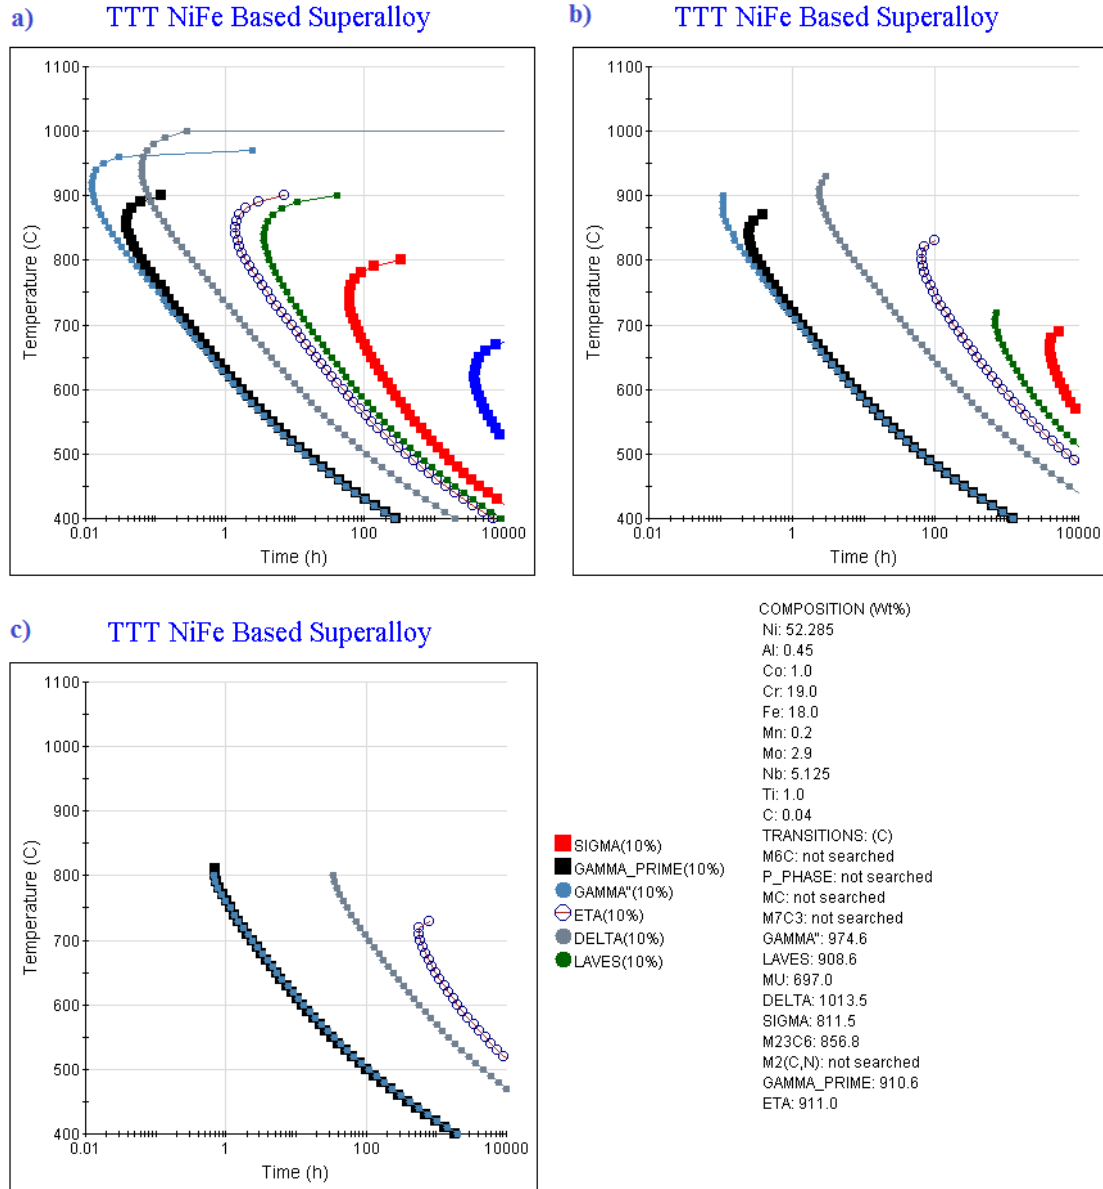 a) TTT NiFe Based Superalloy
1100
1000
900
800
700
600
500
400
Temperature (C)
0.01
1
100
10000
Time (h)
b) TTT NiFe Based Superalloy
1100
1000
900
800
700
600
500
400
Temperature (C)
0.01
1
100
10000
Time (h)
c) TTT NiFe Based Superalloy
1100
1000
900
800
700
600
500
400
Temperature (C)
0.01
1
100
10000
Time (h)
SIGMA(10%)
GAMMA_PRIME(10%)
GAMMA"(10%)
ETA(10%)
DELTA(10%)
LAVES(10%)
COMPOSITION (Wt%)
Ni: 52.285
Al: 0.45
Co: 1.0
Cr: 19.0
Fe: 18.0
Mn: 0.2
Mo: 2.9
Nb: 5.125
Ti: 1.0
C: 0.04
TRANSITIONS: (C)
M6C: not searched
P_PHASE: not searched
MC: not searched
M7C3: not searched
GAMMA": 974.6
LAVES: 908.6
MU: 697.0
DELTA: 1013.5
SIGMA: 811.5
M23C6: 856.8
M2(C,N): not searched
GAMMA_PRIME: 910.6
ETA: 911.0